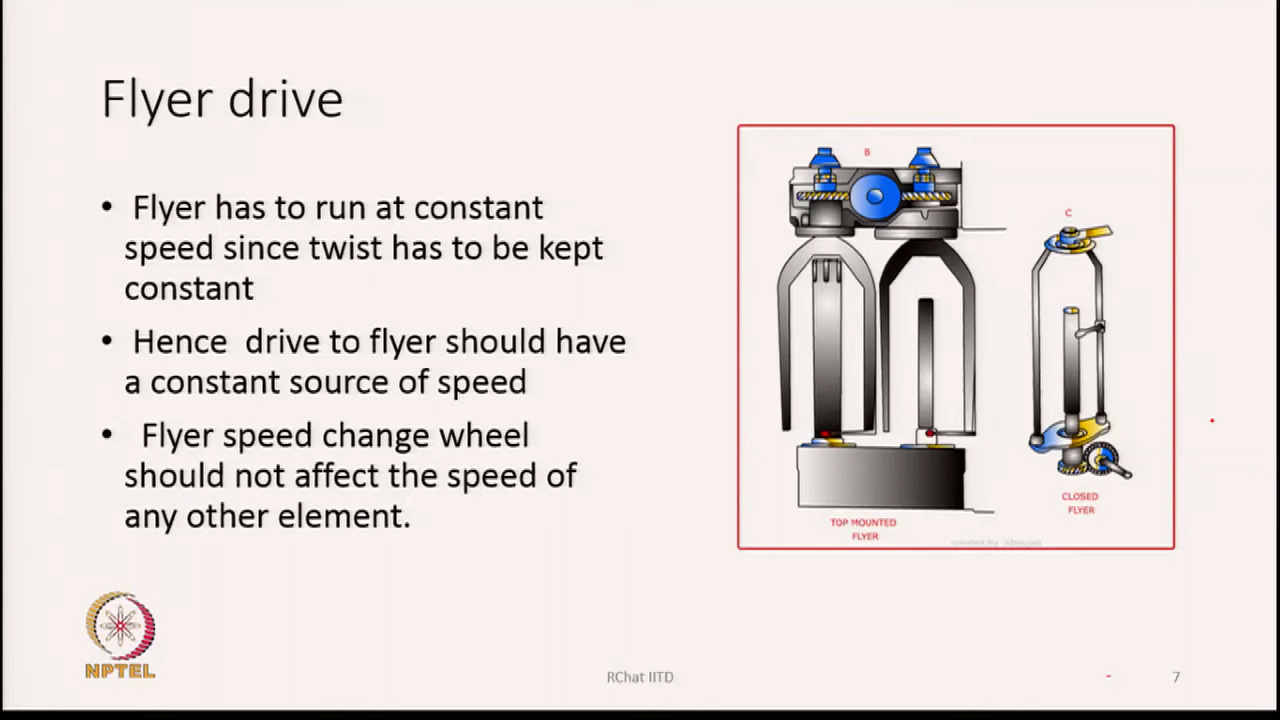 Flyer drive
• Flyer has to run at constant
speed since twist has to be kept
constant
• Hence drive to flyer should have
a constant source of speed
• Flyer speed change wheel
should not affect the speed of
any other element.
B
C
CLOSED
FLYER
TOP MOUNTED
FLYER
created by
NPTEL
RChat IITD
7